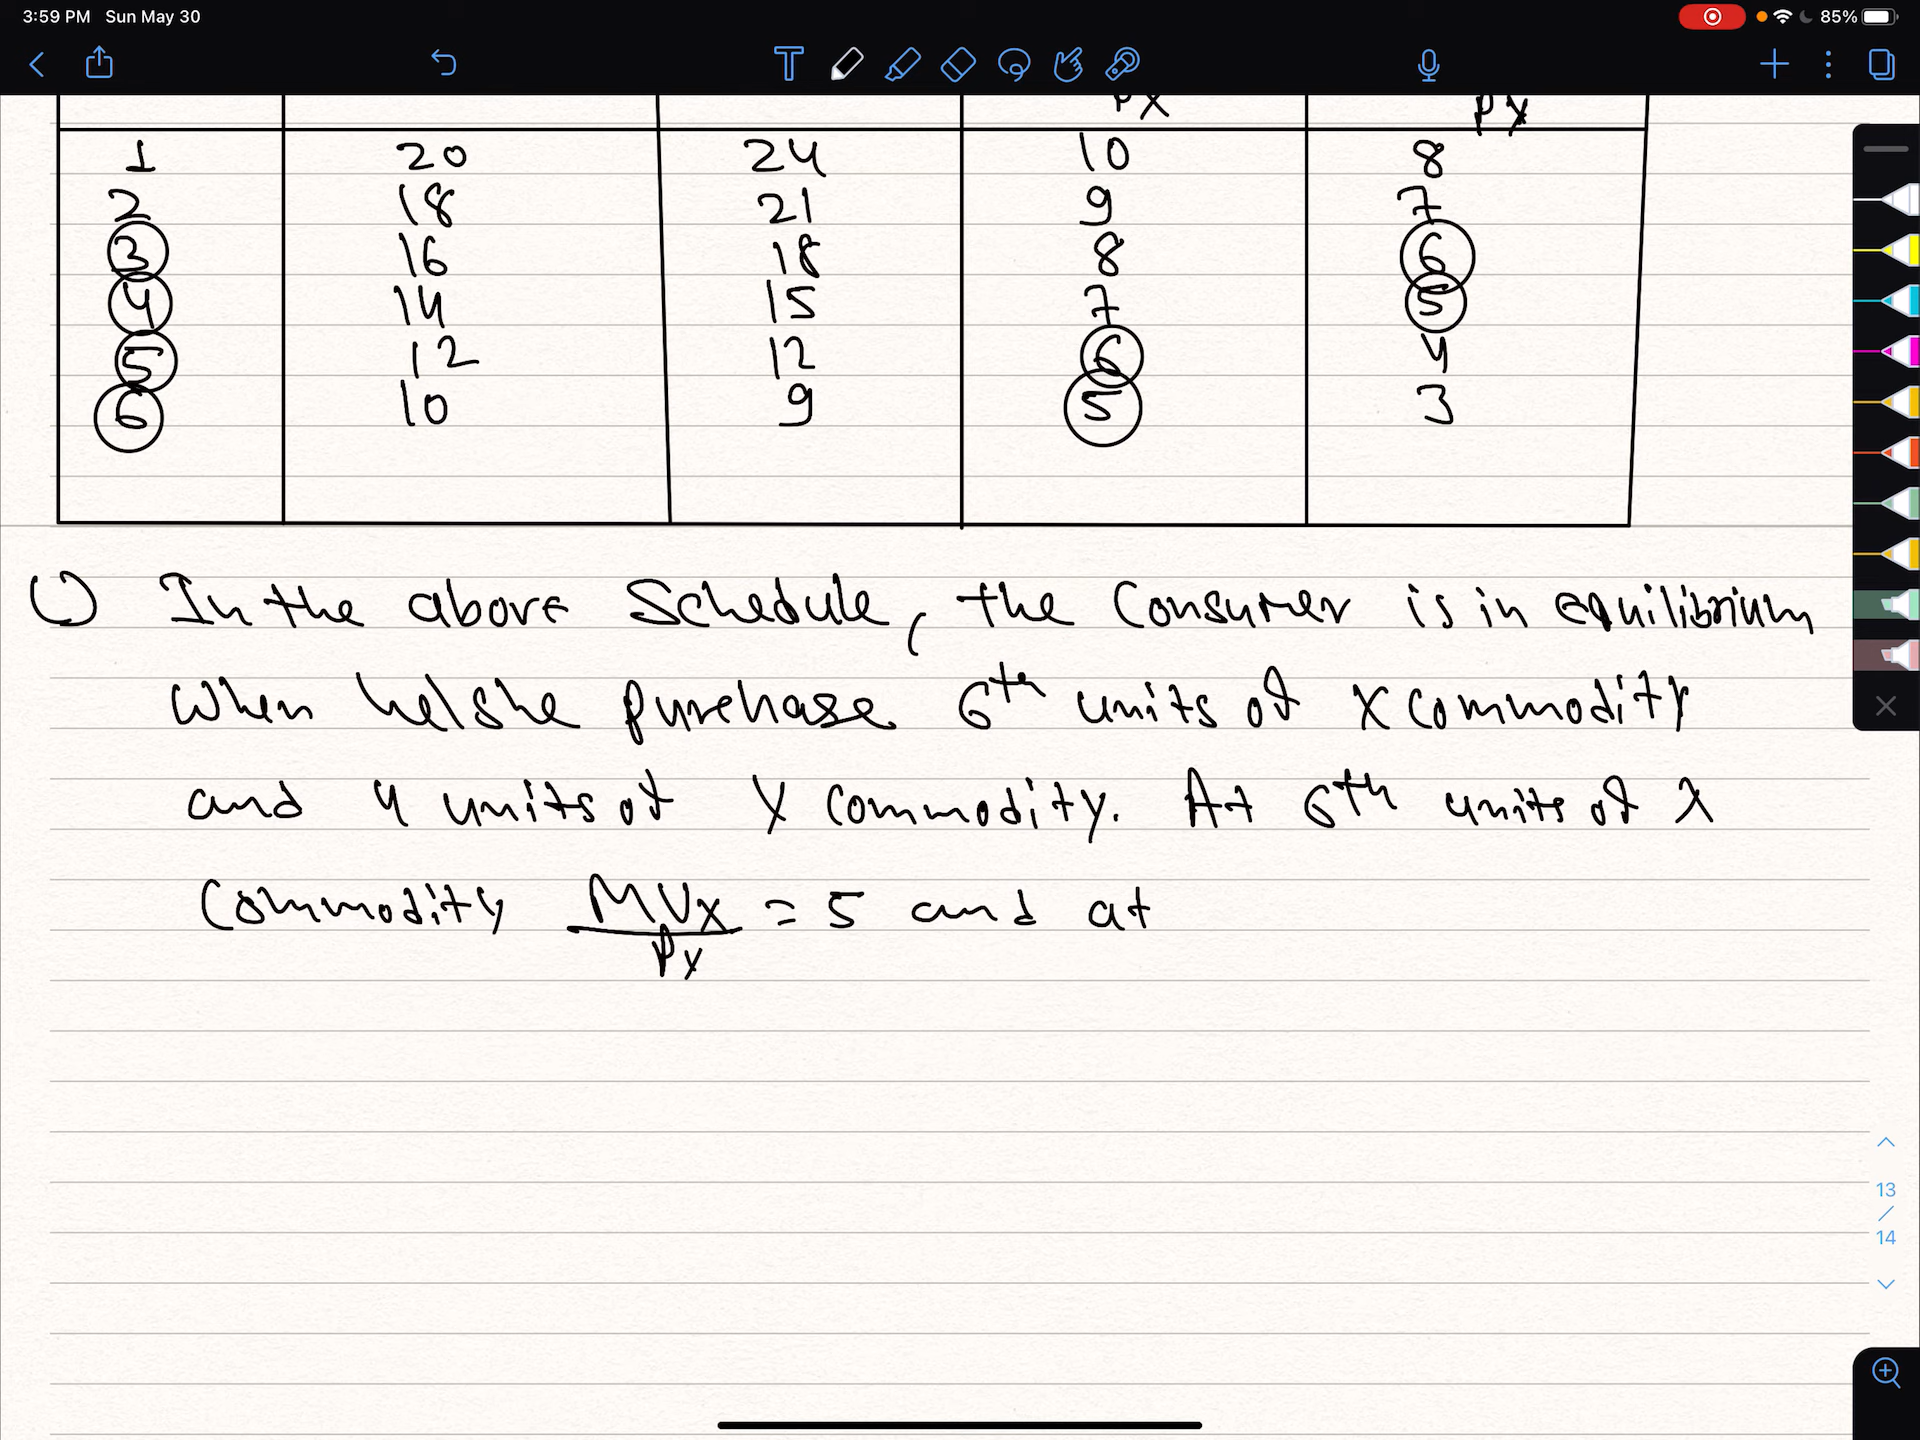 3:59 PM Sun May 30
85%
PX PY
1 20 24 10 8
2 18 21 9 7
3 16 18 8 6
4 14 15 7 5
5 12 12 6 4
6 10 9 5 3
In the above Schedule, the Consumer is in equilibrium
When he/she purchase 6th units of X Commodity
and 4 units of Y Commodity. At 6th units of X
Commodity MUx = 5 and at
Px
13
/
14